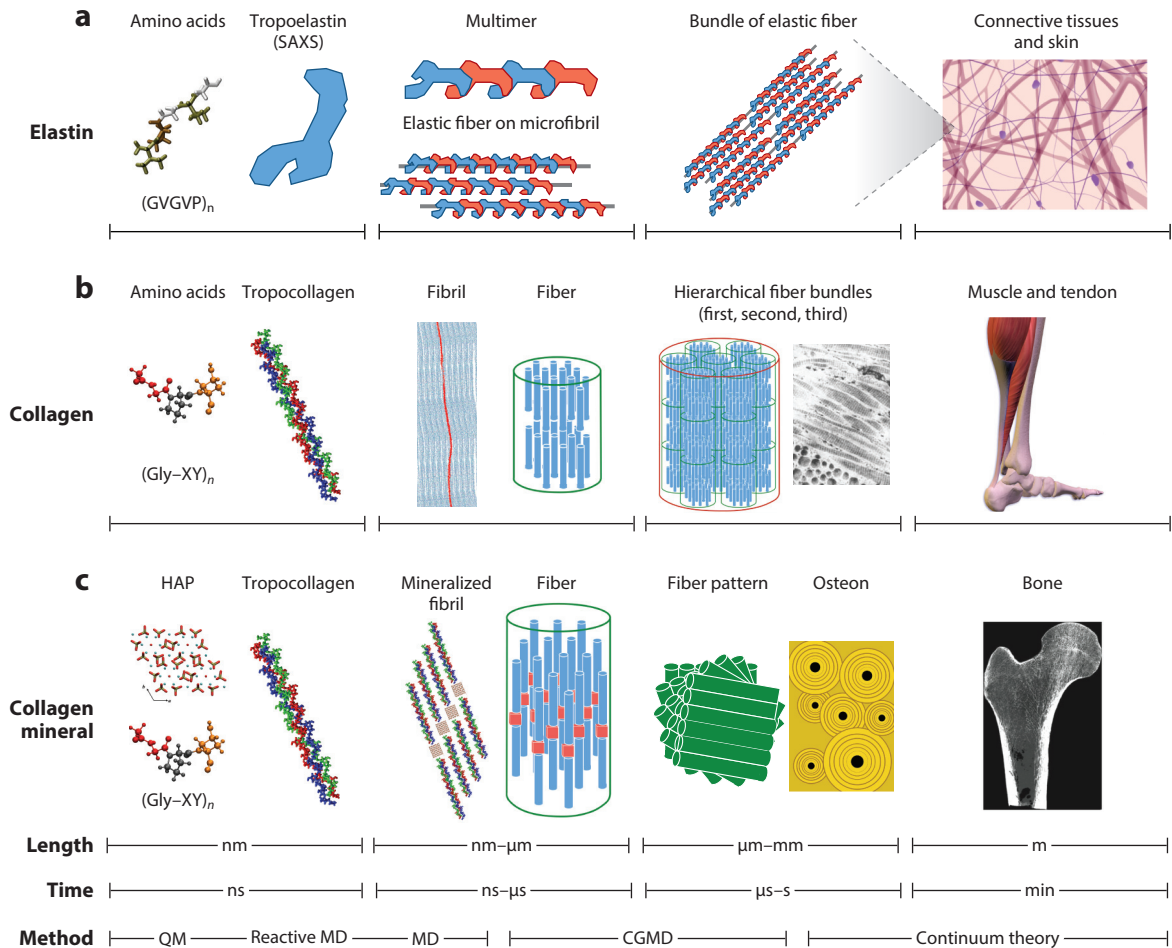 a
Amino acids
Tropoelastin
(SAXS)
Multimer
Bundle of elastic fiber
Connective tissues
and skin
Elastin
Elastic fiber on microfibril
(GVGVP)n
b
Amino acids
Tropocollagen
Fibril
Fiber
Hierarchical fiber bundles
(first, second, third)
Muscle and tendon
Collagen
(Gly–XY)n
c
HAP
Tropocollagen
Mineralized
fibril
Fiber
Fiber pattern
Osteon
Bone
Collagen
mineral
(Gly–XY)n
Length nm nm–μm μm–mm m
Time ns ns–μs μs–s min
Method QM Reactive MD MD CGMD Continuum theory